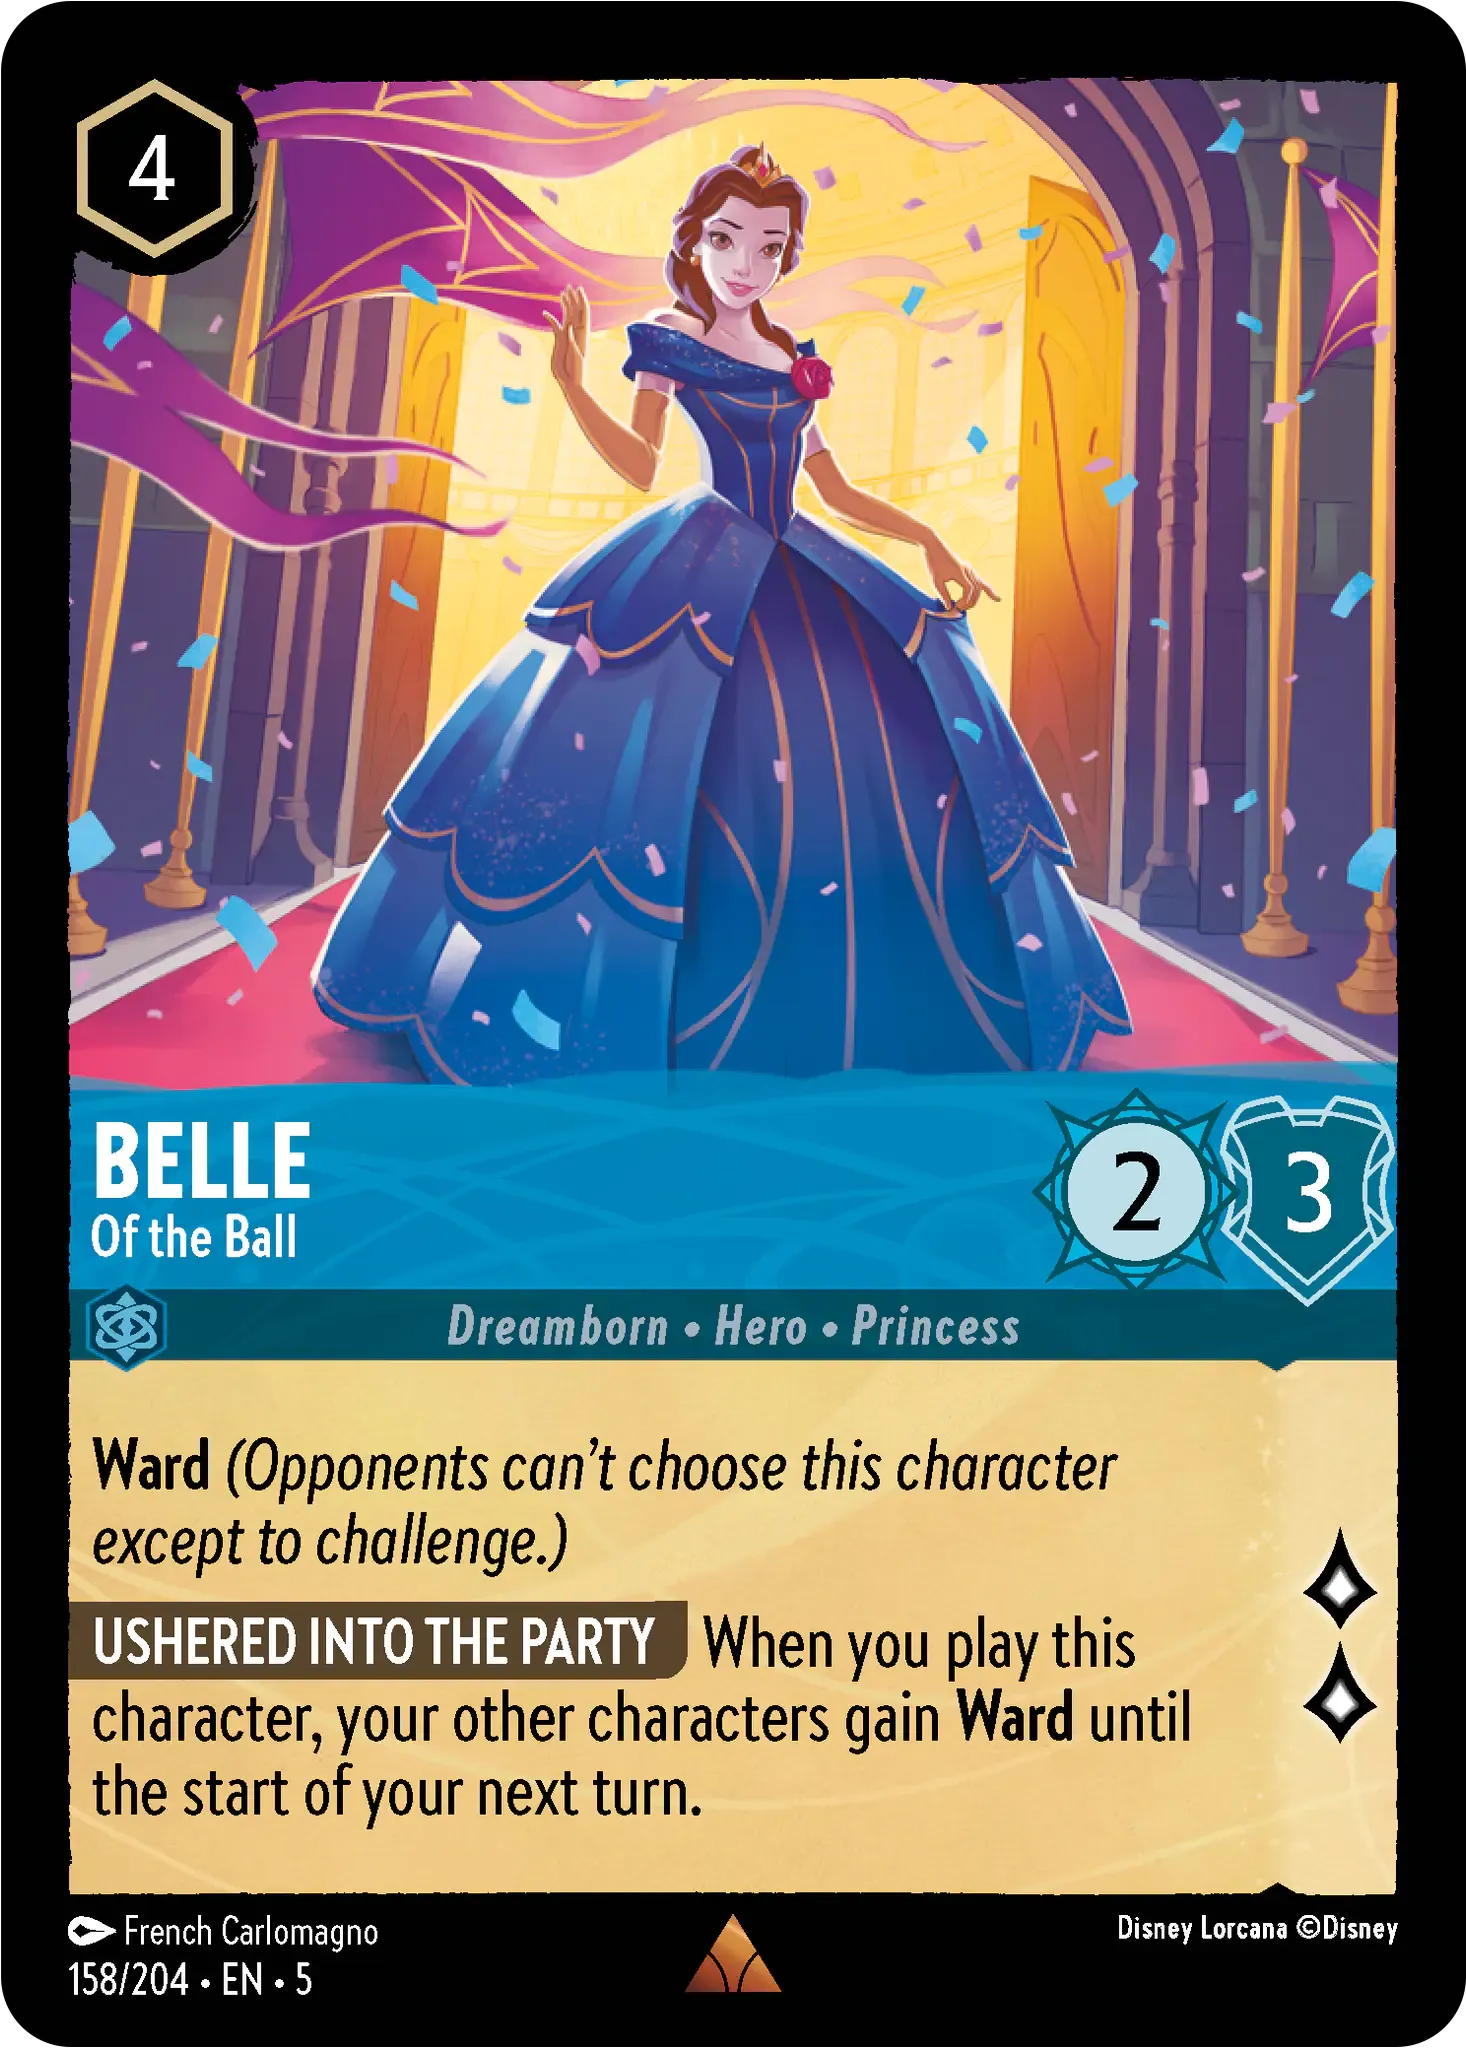 4
BELLE
Of the Ball
2
3
Dreamborn • Hero • Princess
Ward (Opponents can't choose this character
except to challenge.)
USHERED INTO THE PARTY When you play this
character, your other characters gain Ward until
the start of your next turn.
French Carlomagno
Disney Lorcana ©Disney
158/204 • EN • 5